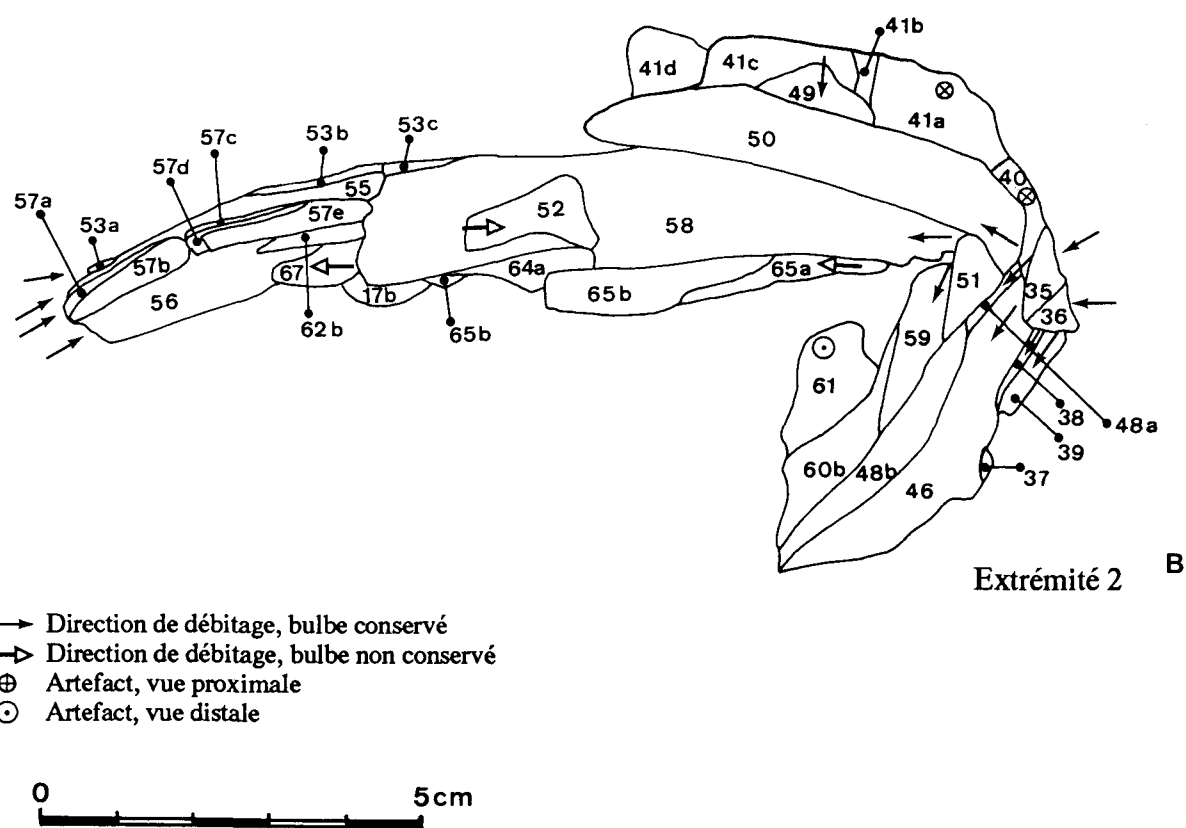 41b
41d
41c
49
41a
57c
53b
53c
50
57d
40
57a
55
57e
52
58
53a
57b
67
64a
65a
51
56
17b
65b
35
62b
65b
36
59
61
38
48a
39
60b
48b
46
37
Extrémité 2
B
Direction de débitage, bulbe conservé
Direction de débitage, bulbe non conservé
Artefact, vue proximale
Artefact, vue distale
0
5cm